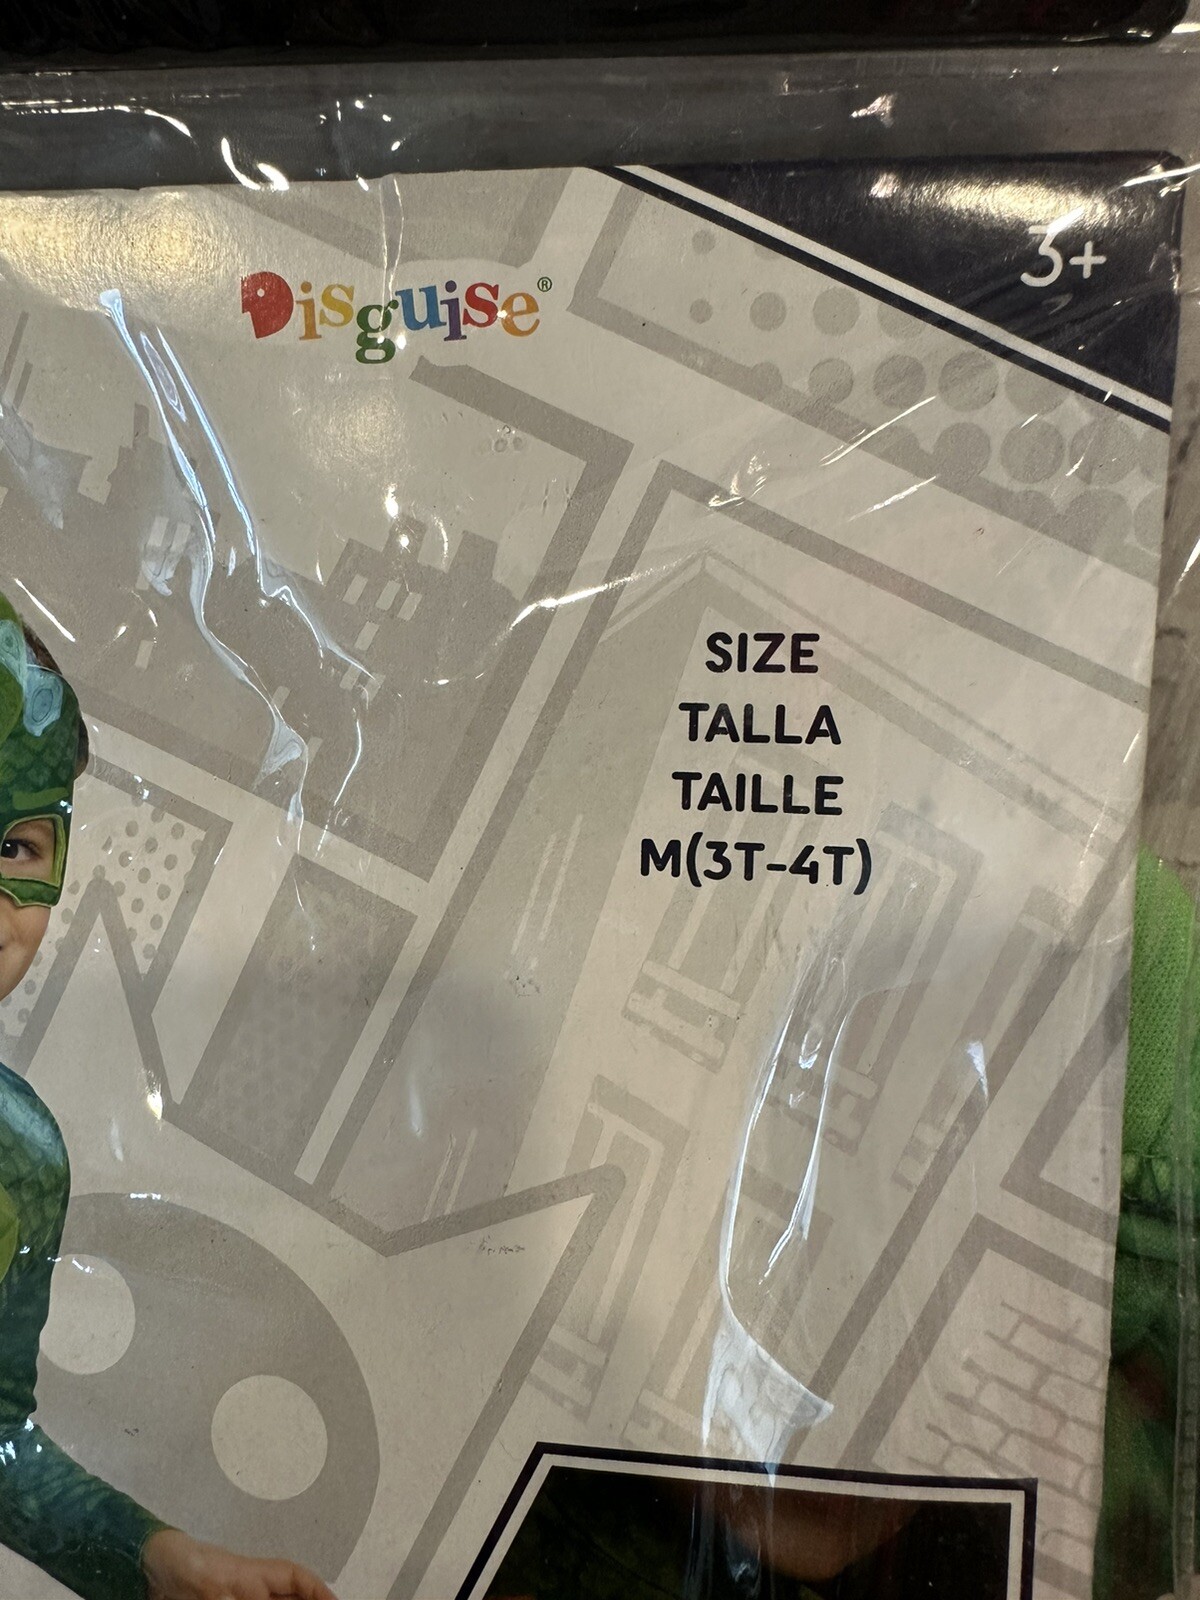 Disguise®
3+
SIZE
TALLA
TAILLE
M(3T-4T)